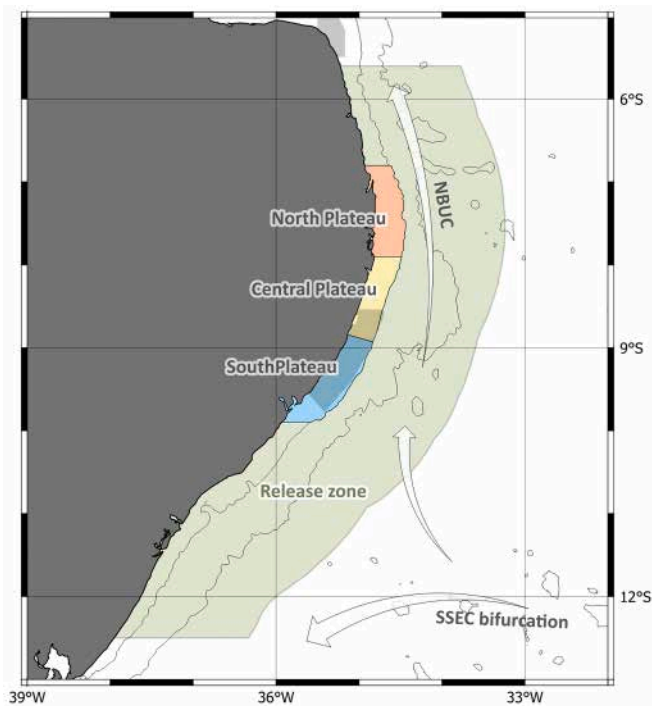 6°S
NBUC
North Plateau
Central Plateau
9°S
SouthPlateau
Release zone
12°S
SSEC bifurcation
39°W
36°W
33°W